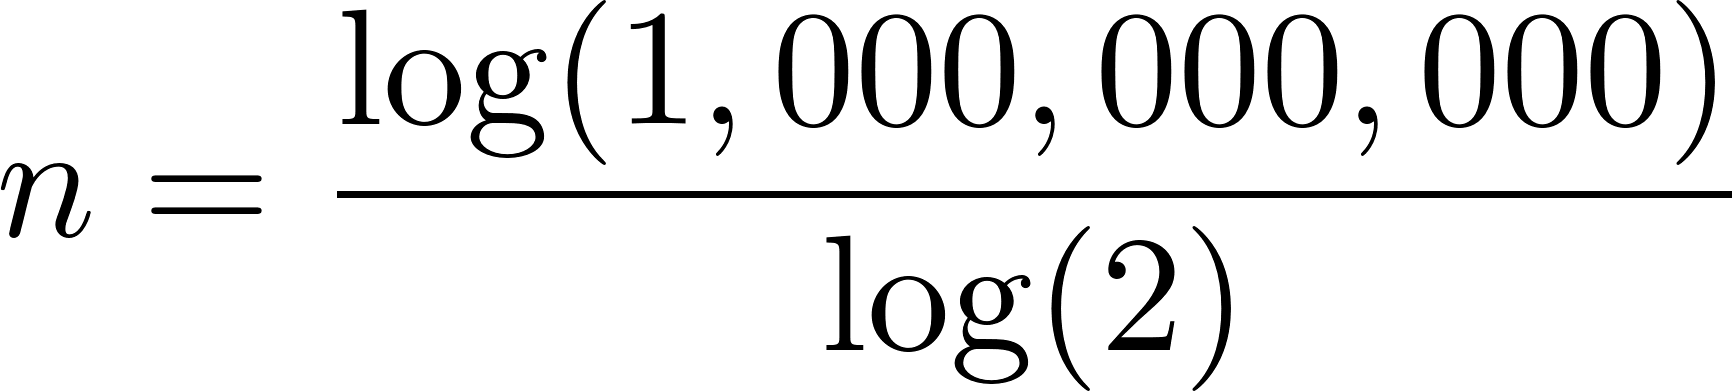 n = log(1, 000, 000, 000) / log(2)